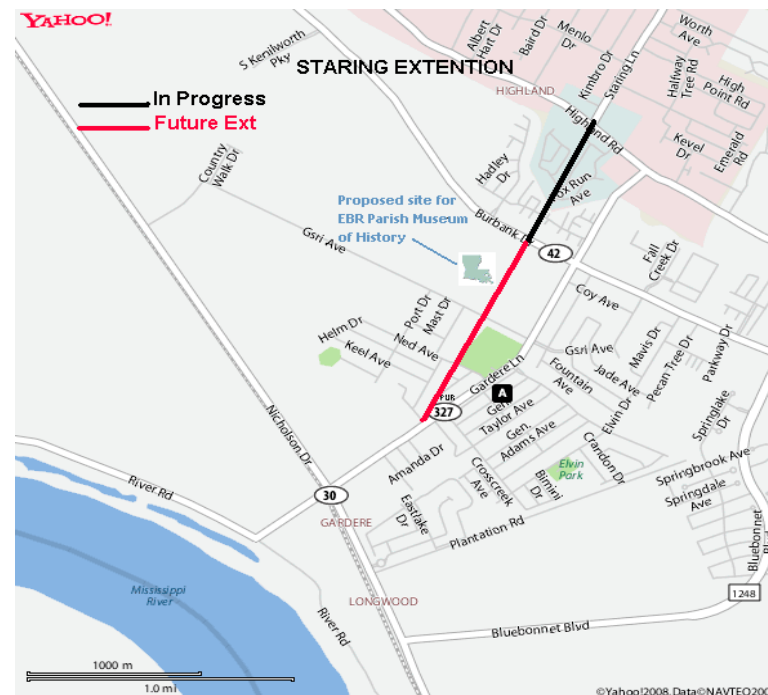 YAHOO!
STARING EXTENTION
In Progress
Future Ext
S Kenilworth
Pky
Albert
Hart Dr
Baird Dr
Menlo
Dr
Kimbro Dr
Staring Ln
Worth
Ave
Halfway
Tree Rd
High
Point Rd
HIGHLAND
Highland Rd
Kevel Dr
Emerald
Rd
Country
Walk Dr
Hadley
Dr
Fox Run
Ave
Proposed site for
EBR Parish Museum
of History
Burbank Dr
42
Gsri Ave
Fall
Creek Dr
Coy Ave
Port Dr
Mast Dr
Helm Dr
Keel Ave
Ned Ave
Gsri Ave
Mavis Dr
Pecan Tree Dr
Parkway Dr
Jade Ave
Gardere Ln
Fountain
Ave
Elvin Dr
PUR
327
A
Gen.
Taylor Ave
Gen.
Adams Ave
Springlake
Dr
Nicholson Dr
Amanda Dr
Crosscreek
Ave
Bimini
Dr
Elvin
Park
Crandon Dr
Springbrook Ave
Springdale
Ave
River Rd
30
GARDERE
Eastlake
Dr
Plantation Rd
Bluebonnet
Mississippi
River
River Rd
LONGWOOD
1248
Bluebonnet Blvd
1000 m
1.0 mi
©Yahoo!2008, Data©NAVTEQ200